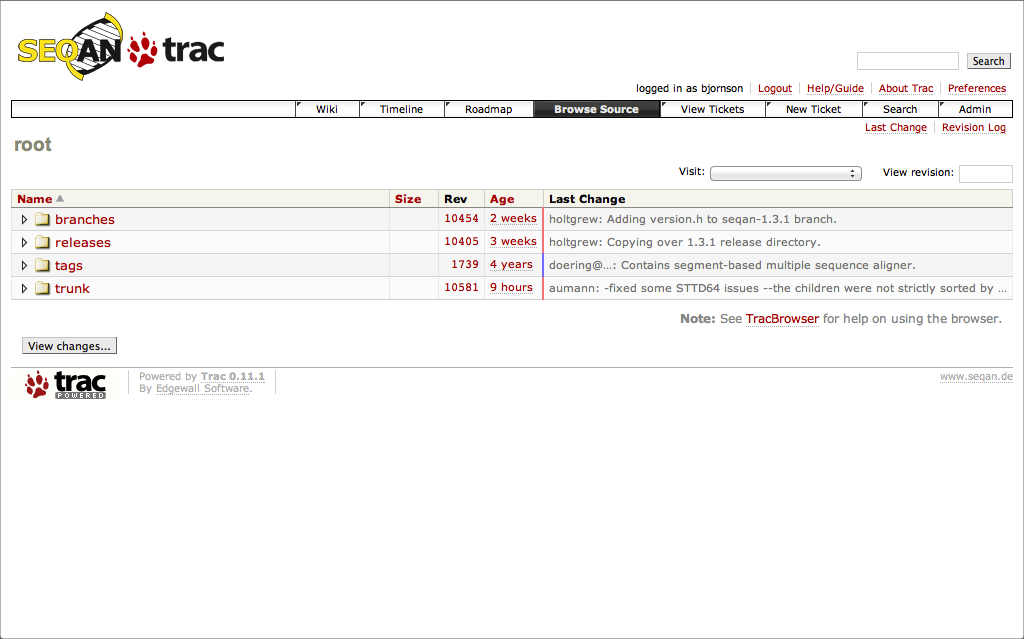 SEQAN trac
Search
logged in as bjornson Logout Help/Guide About Trac Preferences
Wiki Timeline Roadmap Browse Source View Tickets New Ticket Search Admin
Last Change Revision Log
root
Visit: View revision:
Name Size Rev Age Last Change
branches 10454 2 weeks holtgrew: Adding version.h to seqan-1.3.1 branch.
releases 10405 3 weeks holtgrew: Copying over 1.3.1 release directory.
tags 1739 4 years doering@...: Contains segment-based multiple sequence aligner.
trunk 10581 9 hours aumann: -fixed some STTD64 issues --the children were not strictly sorted by ...
Note: See TracBrowser for help on using the browser.
View changes...
trac POWERED
Powered by Trac 0.11.1
By Edgewall Software.
www.seqan.de